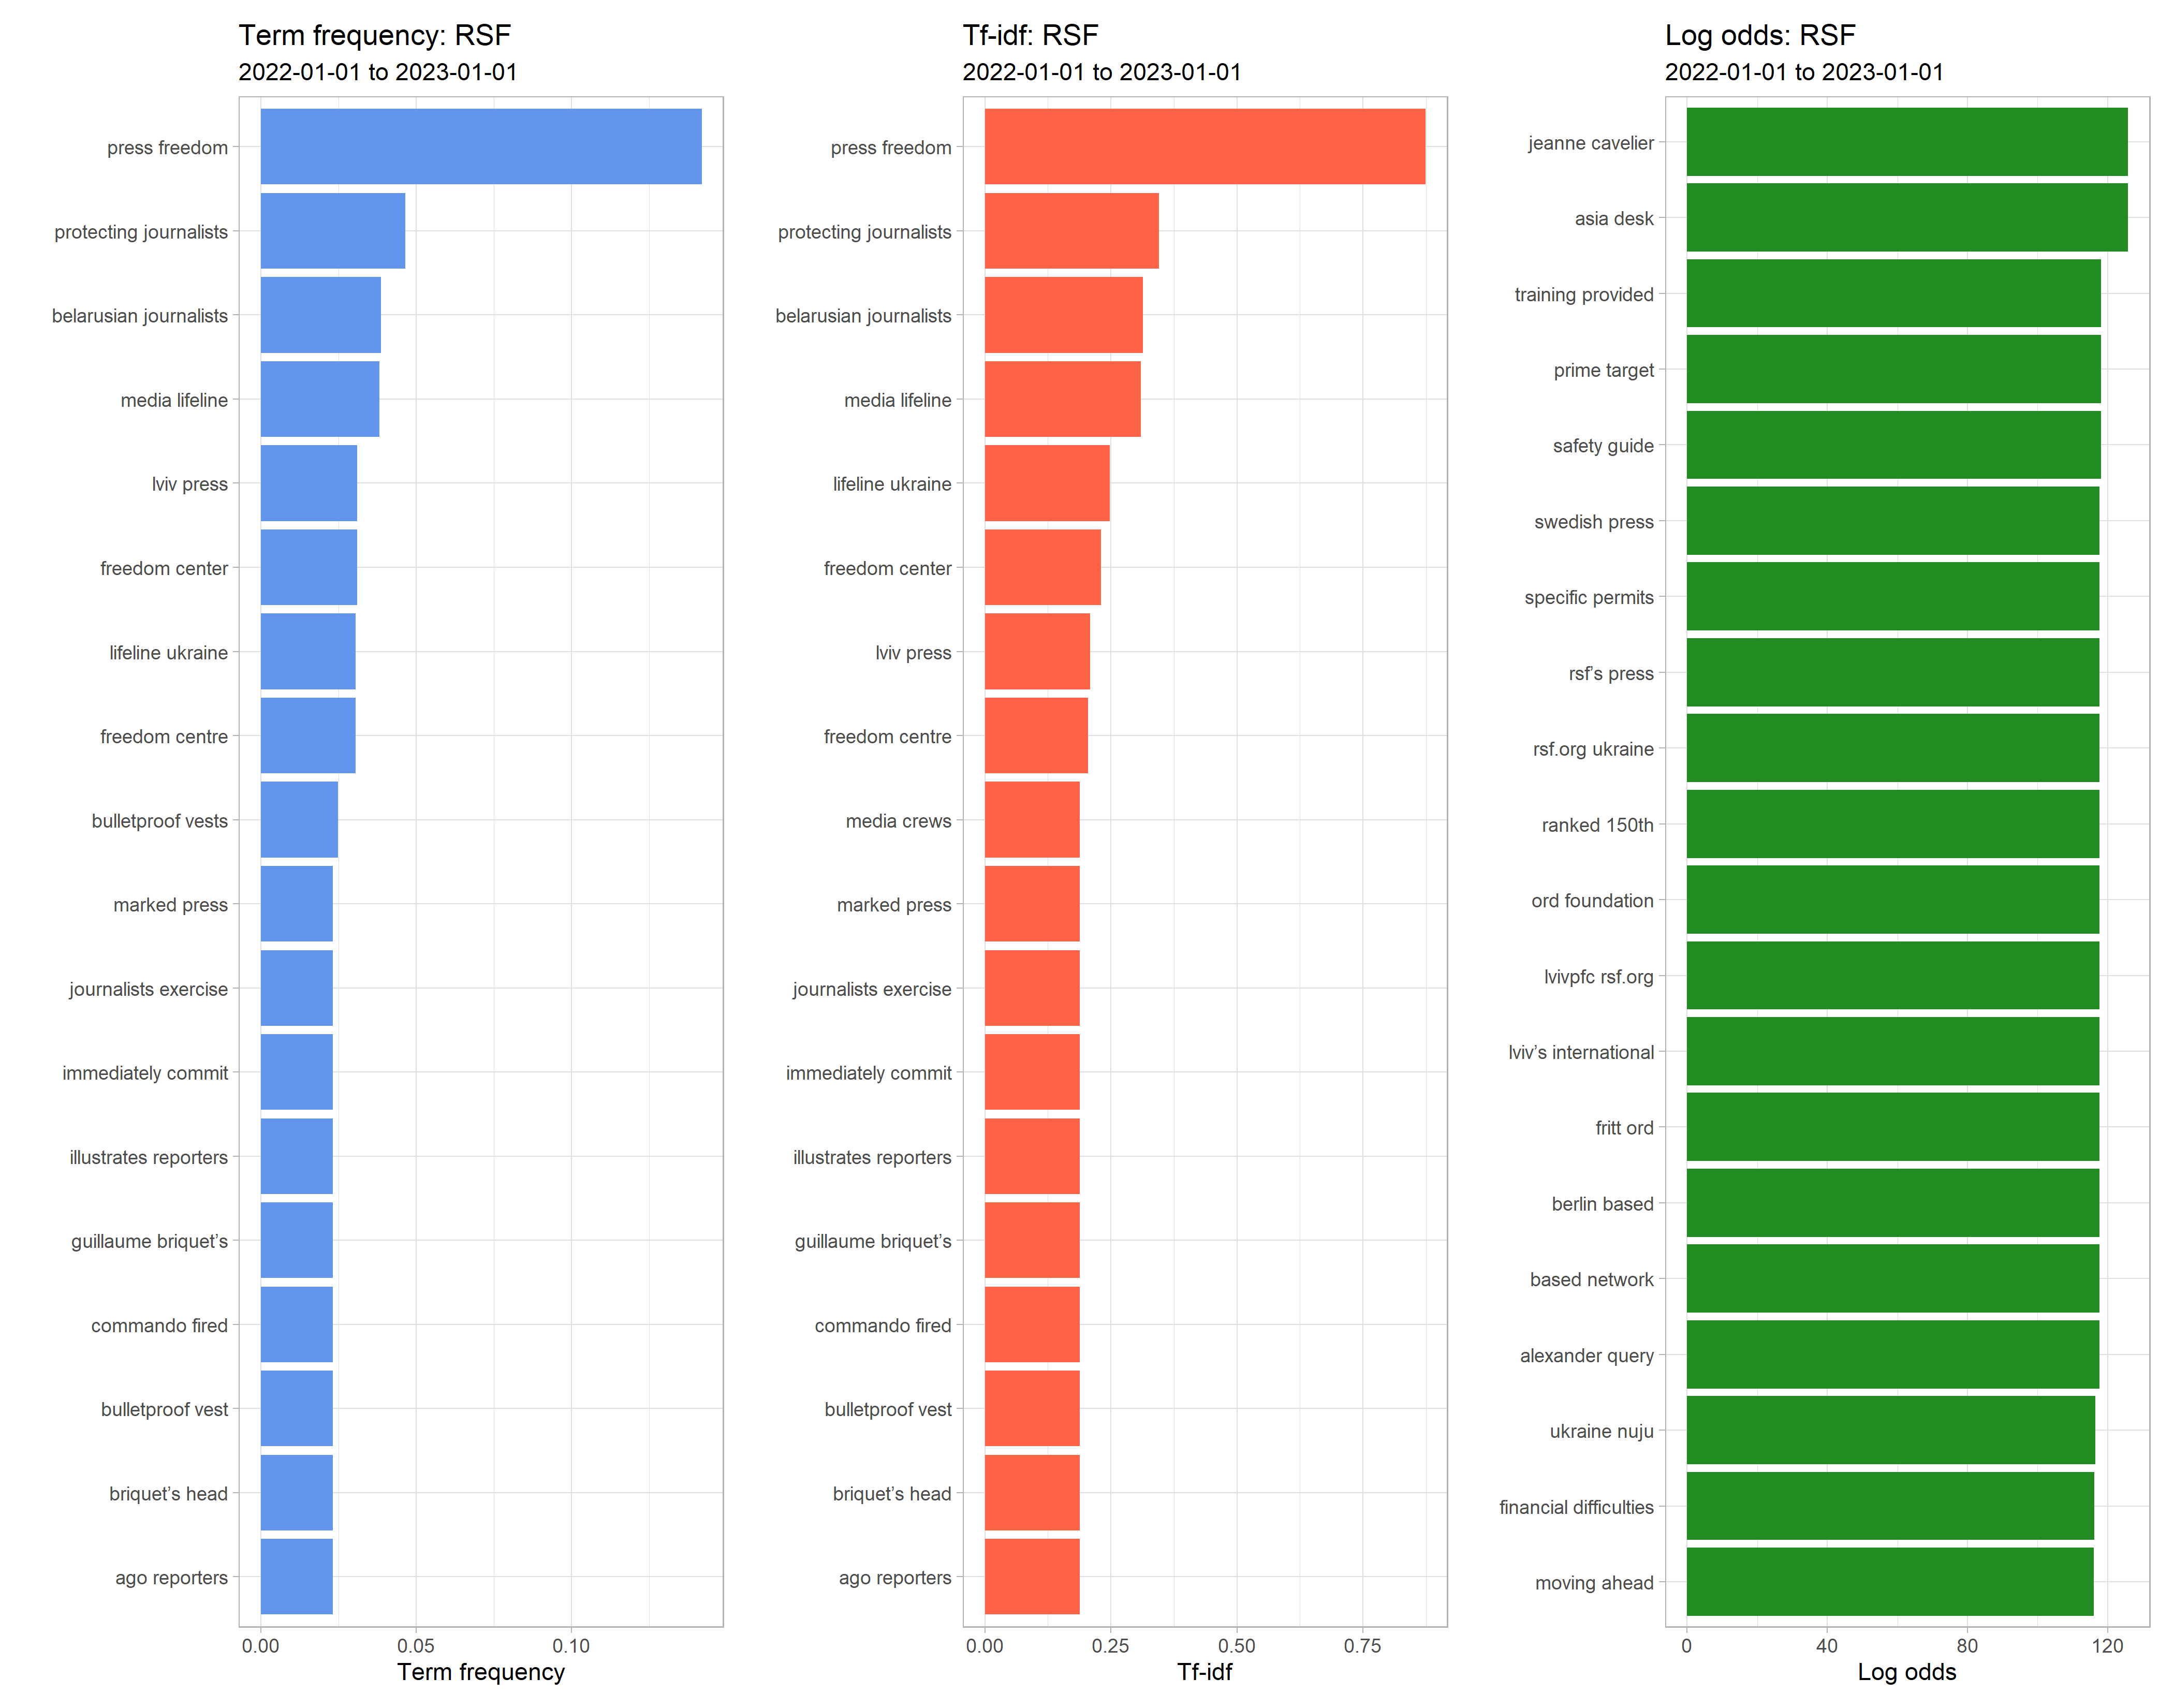 Term frequency: RSF
2022-01-01 to 2023-01-01
press freedom
protecting journalists
belarusian journalists
media lifeline
lviv press
freedom center
lifeline ukraine
freedom centre
bulletproof vests
marked press
journalists exercise
immediately commit
illustrates reporters
guillaume briquet’s
commando fired
bulletproof vest
briquet’s head
ago reporters
0.00 0.05 0.10
Term frequency
Tf-idf: RSF
2022-01-01 to 2023-01-01
press freedom
protecting journalists
belarusian journalists
media lifeline
lifeline ukraine
freedom center
lviv press
freedom centre
media crews
marked press
journalists exercise
immediately commit
illustrates reporters
guillaume briquet’s
commando fired
bulletproof vest
briquet’s head
ago reporters
0.00 0.25 0.50 0.75
Tf-idf
Log odds: RSF
2022-01-01 to 2023-01-01
jeanne cavelier
asia desk
training provided
prime target
safety guide
swedish press
specific permits
rsf’s press
rsf.org ukraine
ranked 150th
ord foundation
lvivpfc rsf.org
lviv’s international
fritt ord
berlin based
based network
alexander query
ukraine nuju
financial difficulties
moving ahead
0 40 80 120
Log odds